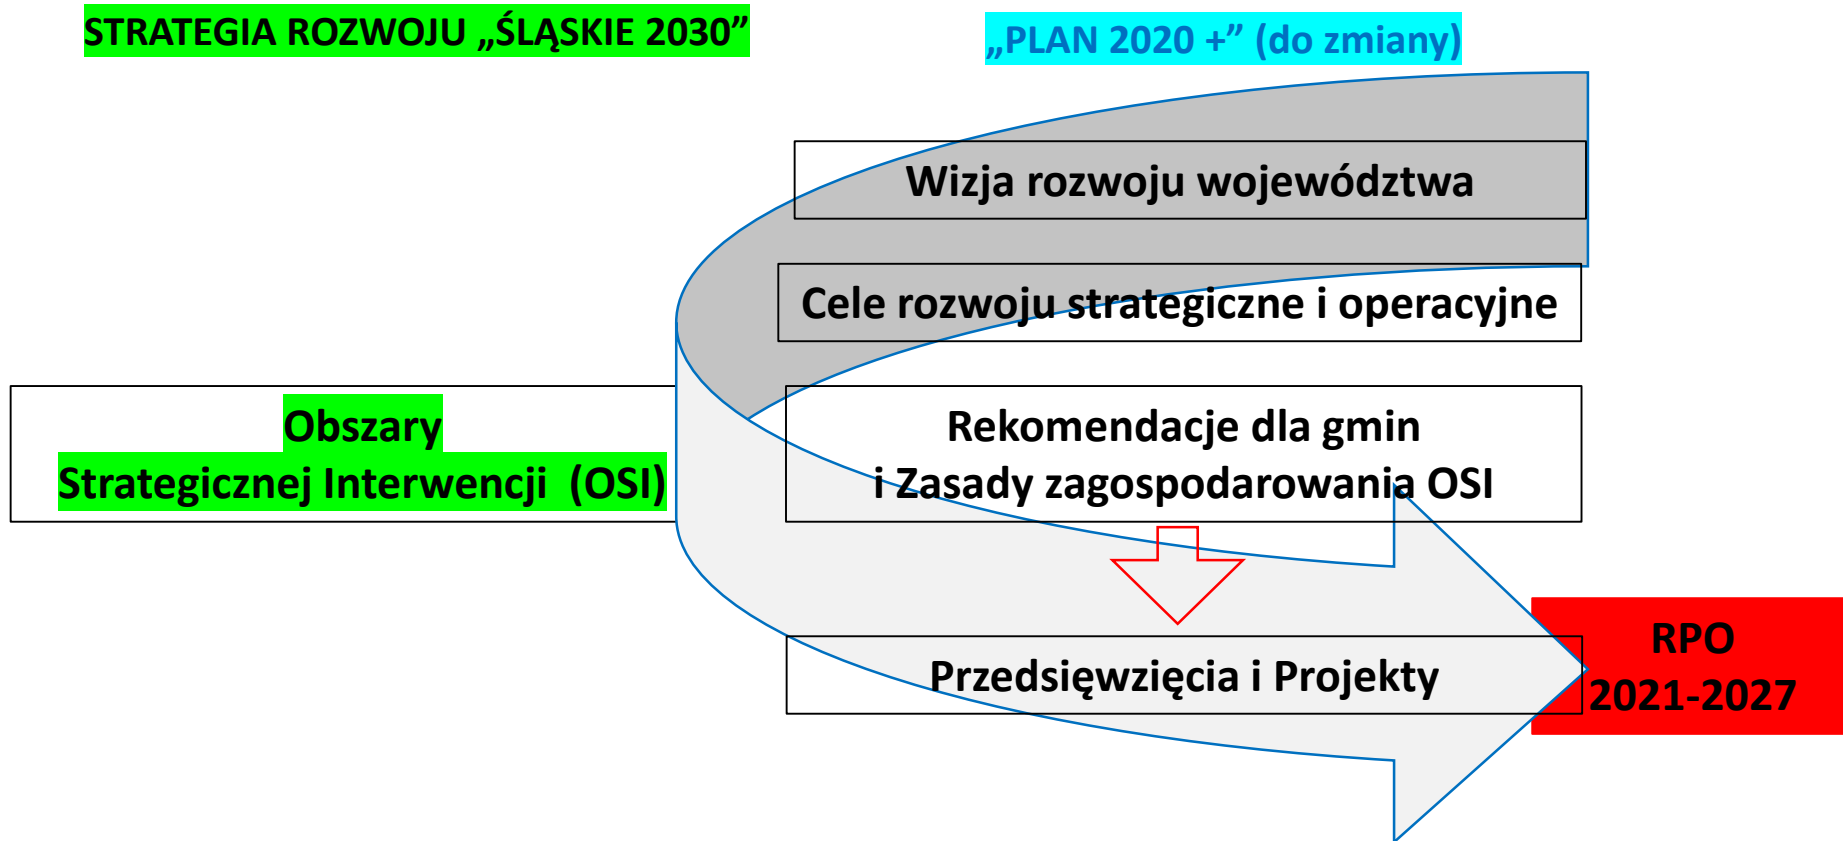 STRATEGIA ROZWOJU „ŚLĄSKIE 2030”
„PLAN 2020 +” (do zmiany)
Wizja rozwoju województwa
Cele rozwoju strategiczne i operacyjne
Obszary
Strategicznej Interwencji (OSI)
Rekomendacje dla gmin
i Zasady zagospodarowania OSI
Przedsięwzięcia i Projekty
RPO
2021-2027